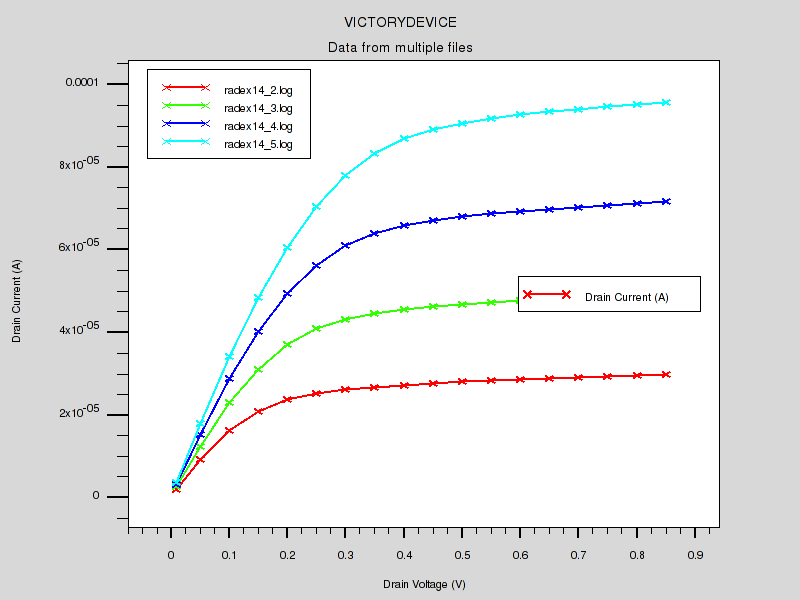 VICTORYDEVICE
Data from multiple files
radex14_2.log
radex14_3.log
radex14_4.log
radex14_5.log
Drain Current (A)
0.0001
8x10-05
6x10-05
4x10-05
2x10-05
0
Drain Current (A)
0 0.1 0.2 0.3 0.4 0.5 0.6 0.7 0.8 0.9
Drain Voltage (V)